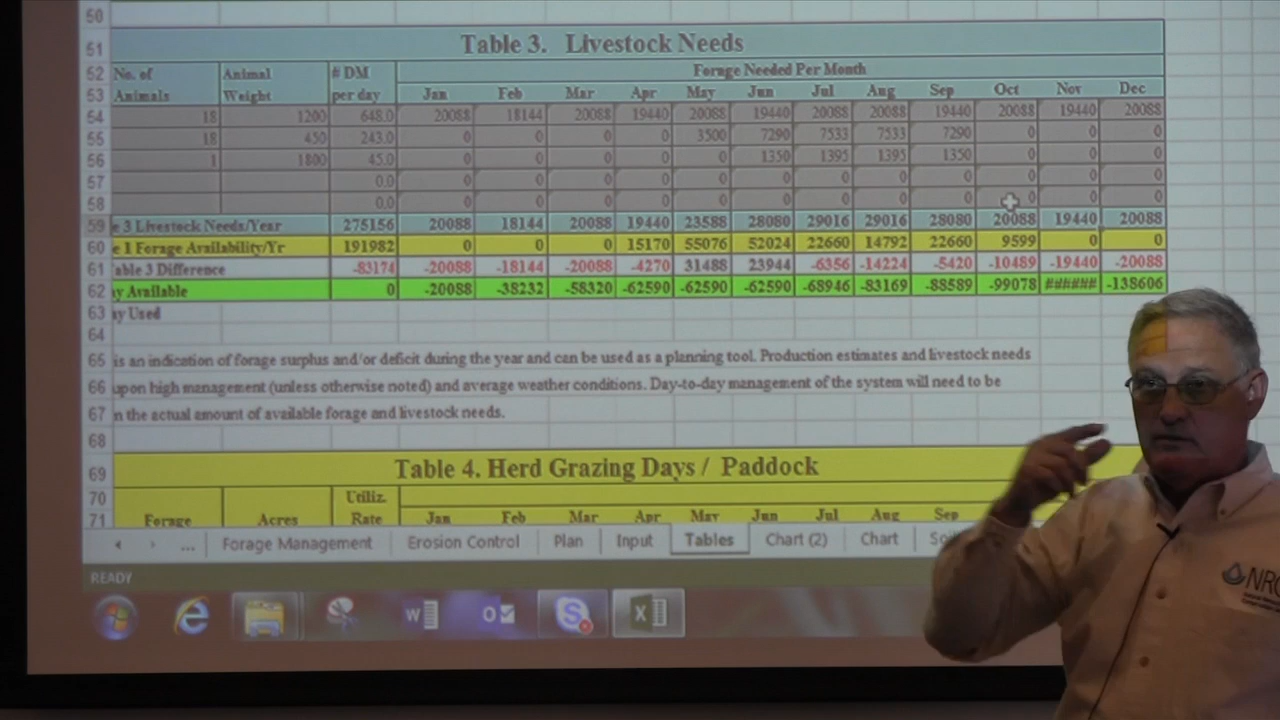 50
51 Table 3. Livestock Needs
52 No. of Animal # DM Forage Needed Per Month
53 Animals Weight per day Jan Feb Mar Apr May Jun Jul Aug Sep Oct Nov Dec
54 18 1200 648.0 20088 18144 20088 19440 20088 19440 20088 20088 19440 20088 19440 20088
55 18 450 243.0 0 0 0 0 3500 7290 7533 7533 7290 0 0 0
56 1 1800 45.0 0 0 0 0 0 1350 1395 1395 1350 0 0 0
57 0.0 0 0 0 0 0 0 0 0 0 0 0 0
58 0.0 0 0 0 0 0 0 0 0 0 0 0 0
59 e 3 Livestock Needs/Year 275156 20088 18144 20088 19440 23588 28080 29016 29016 28080 20088 19440 20088
60 e 1 Forage Availability/Yr 191982 0 0 0 15170 55076 52024 22660 14792 22660 9599 0 0
61 able 3 Difference -83174 -20088 -18144 -20088 -4270 31488 23944 -6356 -14224 -5420 -10489 -19440 -20088
62 ay Available 0 -20088 -38232 -58320 -62590 -62590 -62590 -68946 -83169 -88589 -99078 ###### -138606
63 ay Used
64
65 is an indication of forage surplus and/or deficit during the year and can be used as a planning tool. Production estimates and livestock needs
66 upon high management (unless otherwise noted) and average weather conditions. Day-to-day management of the system will need to be
67 n the actual amount of available forage and livestock needs.
68
69 Table 4. Herd Grazing Days / Paddock
70 Utiliz.
71 Forage Acres Rate Jan Feb Mar Apr May Jun Jul Aug Sep
... Forage Management Erosion Control Plan Input Tables Chart (2) Chart
READY
NRC